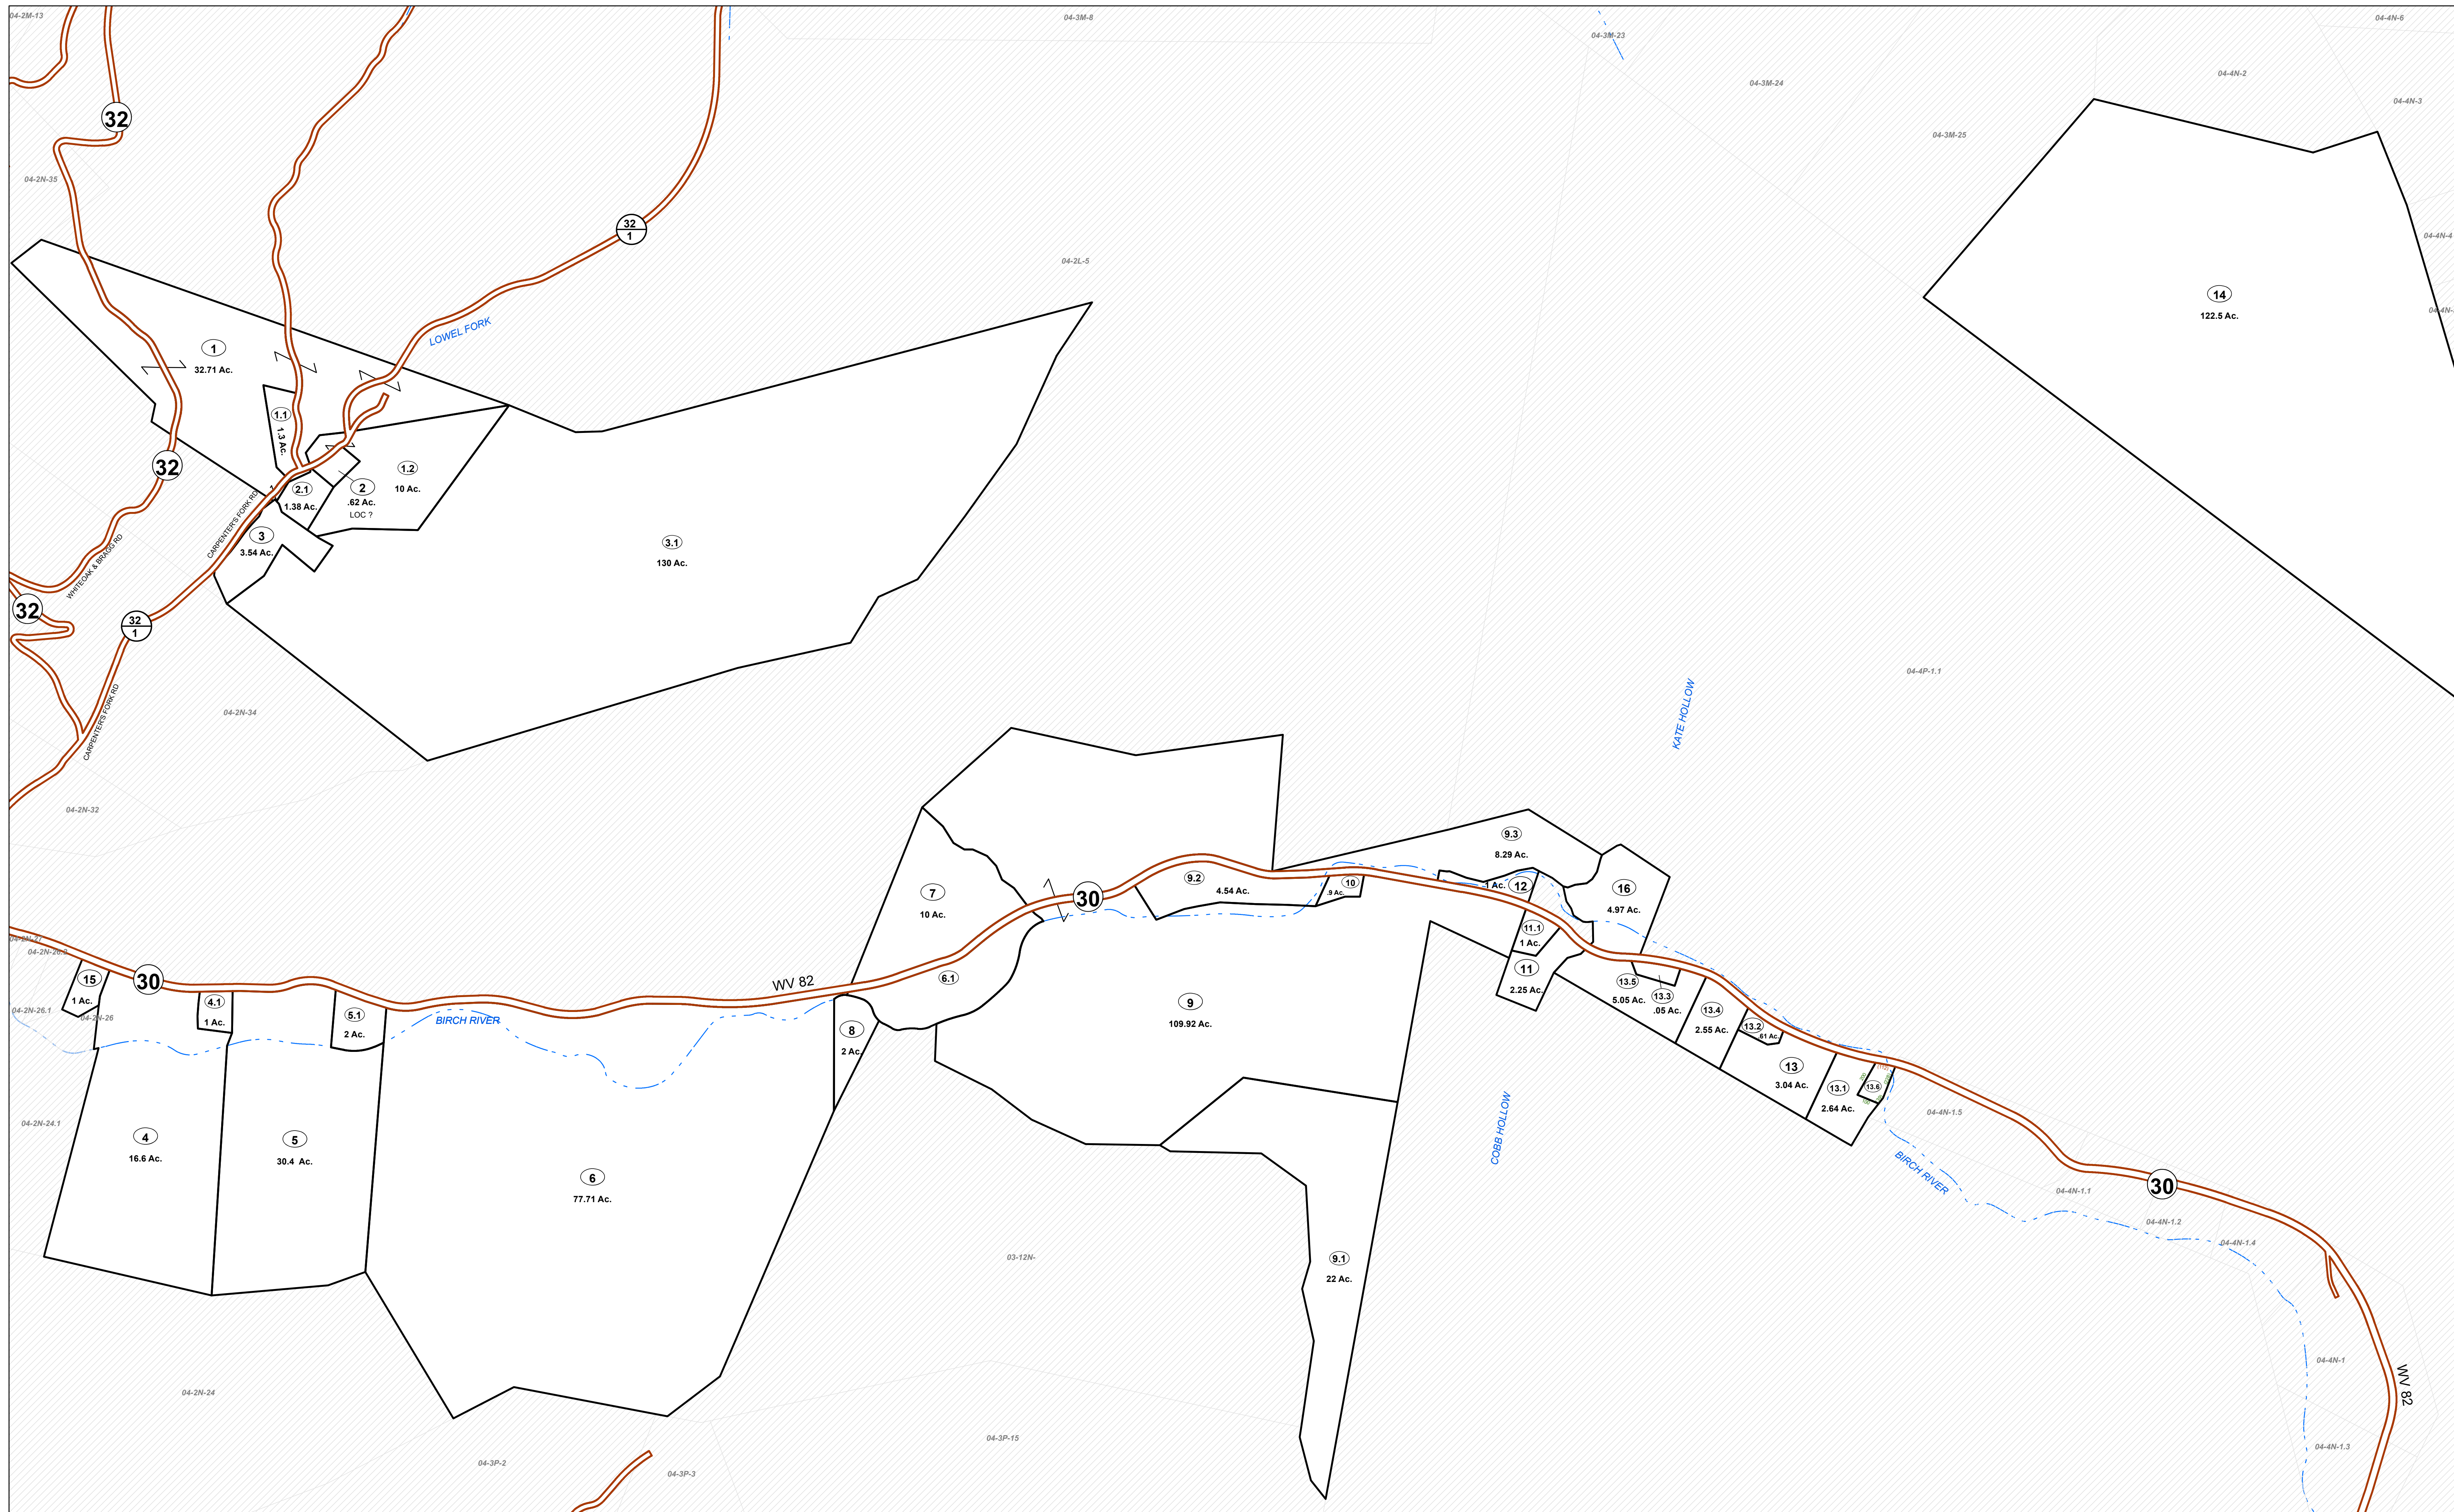 04-2M-13
04-3M-8
04-3M-23
04-4N-6
04-3M-24
04-4N-2
04-4N-3
32
04-3M-25
04-2N-35
32
1
04-4N-4
04-2L-5
14
122.5 Ac.
LOWEL FORK
1
32.71 Ac.
1.1
1.3 Ac.
32
1.2
10 Ac.
2
.62 Ac.
LOC ?
2.1
1.38 Ac.
CARPENTER'S FORK RD
3
3.54 Ac.
3.1
130 Ac.
WHITEOAK & BRAGG RD
32
32
1
04-4P-1.1
KATE HOLLOW
CARPENTER'S FORK RD
04-2N-34
04-2N-32
9.3
8.29 Ac.
7
10 Ac.
9.2
4.54 Ac.
10
.9 Ac.
1 Ac.
12
16
4.97 Ac.
30
11.1
1 Ac.
04-2N-27
04-2N-26.2
11
2.25 Ac.
15
1 Ac.
30
WV 82
6.1
13.5
5.05 Ac.
13.3
.05 Ac.
4.1
1 Ac.
5.1
2 Ac.
BIRCH RIVER
8
2 Ac.
9
109.92 Ac.
04-2N-26.1
04-2N-26
13.4
2.55 Ac.
13.2
.61 Ac.
13
3.04 Ac.
13.1
2.64 Ac.
13.6
04-4N-1.5
04-2N-24.1
4
16.6 Ac.
5
30.4 Ac.
6
77.71 Ac.
COBB HOLLOW
BIRCH RIVER
30
04-4N-1.1
04-4N-1.2
04-4N-1.4
03-12N-
9.1
22 Ac.
04-4N-1
WV 82
04-2N-24
04-3P-15
04-4N-1.3
04-3P-2
04-3P-3